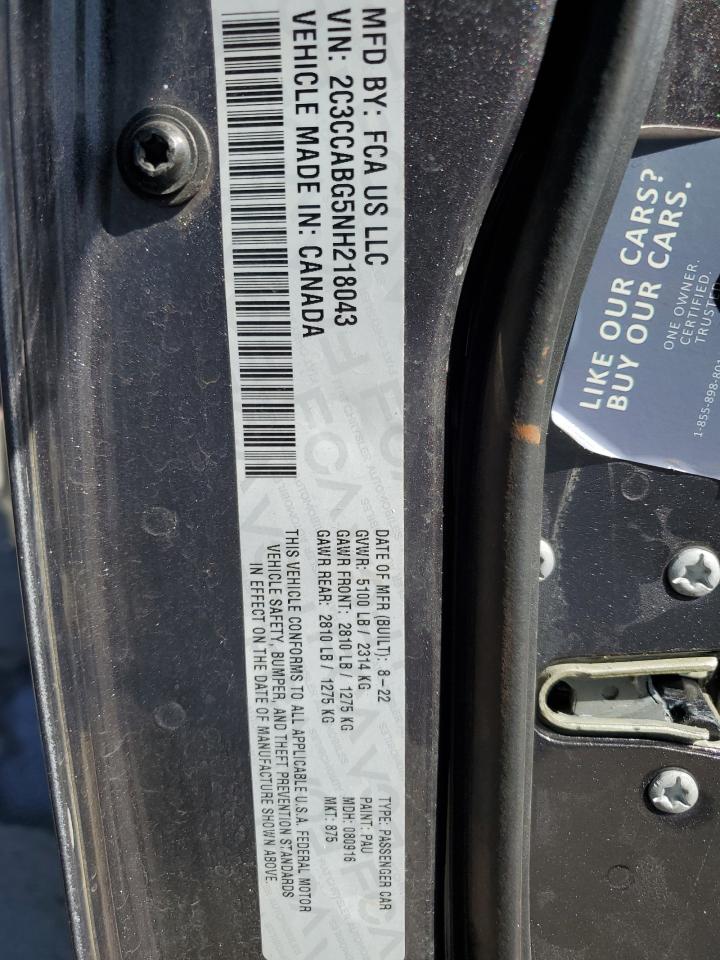 MFD BY: FCA US LLC
VIN: 2C3CCABG5NH218043
VEHICLE MADE IN: CANADA
DATE OF MFR (BUILT): 8-22
GVWR: 5100 LB / 2314 KG
GAWR FRONT: 2810 LB / 1275 KG
GAWR REAR: 2810 LB / 1275 KG
TYPE: PASSENGER CAR
PAINT: PAU
MDH: 080916
MKT: 875
THIS VEHICLE CONFORMS TO ALL APPLICABLE U.S.A. FEDERAL MOTOR
VEHICLE SAFETY, BUMPER, AND THEFT PREVENTION STANDARDS
IN EFFECT ON THE DATE OF MANUFACTURE SHOWN ABOVE
LIKE OUR CARS?
BUY OUR CARS.
ONE OWNER.
CERTIFIED.
1-855-898-